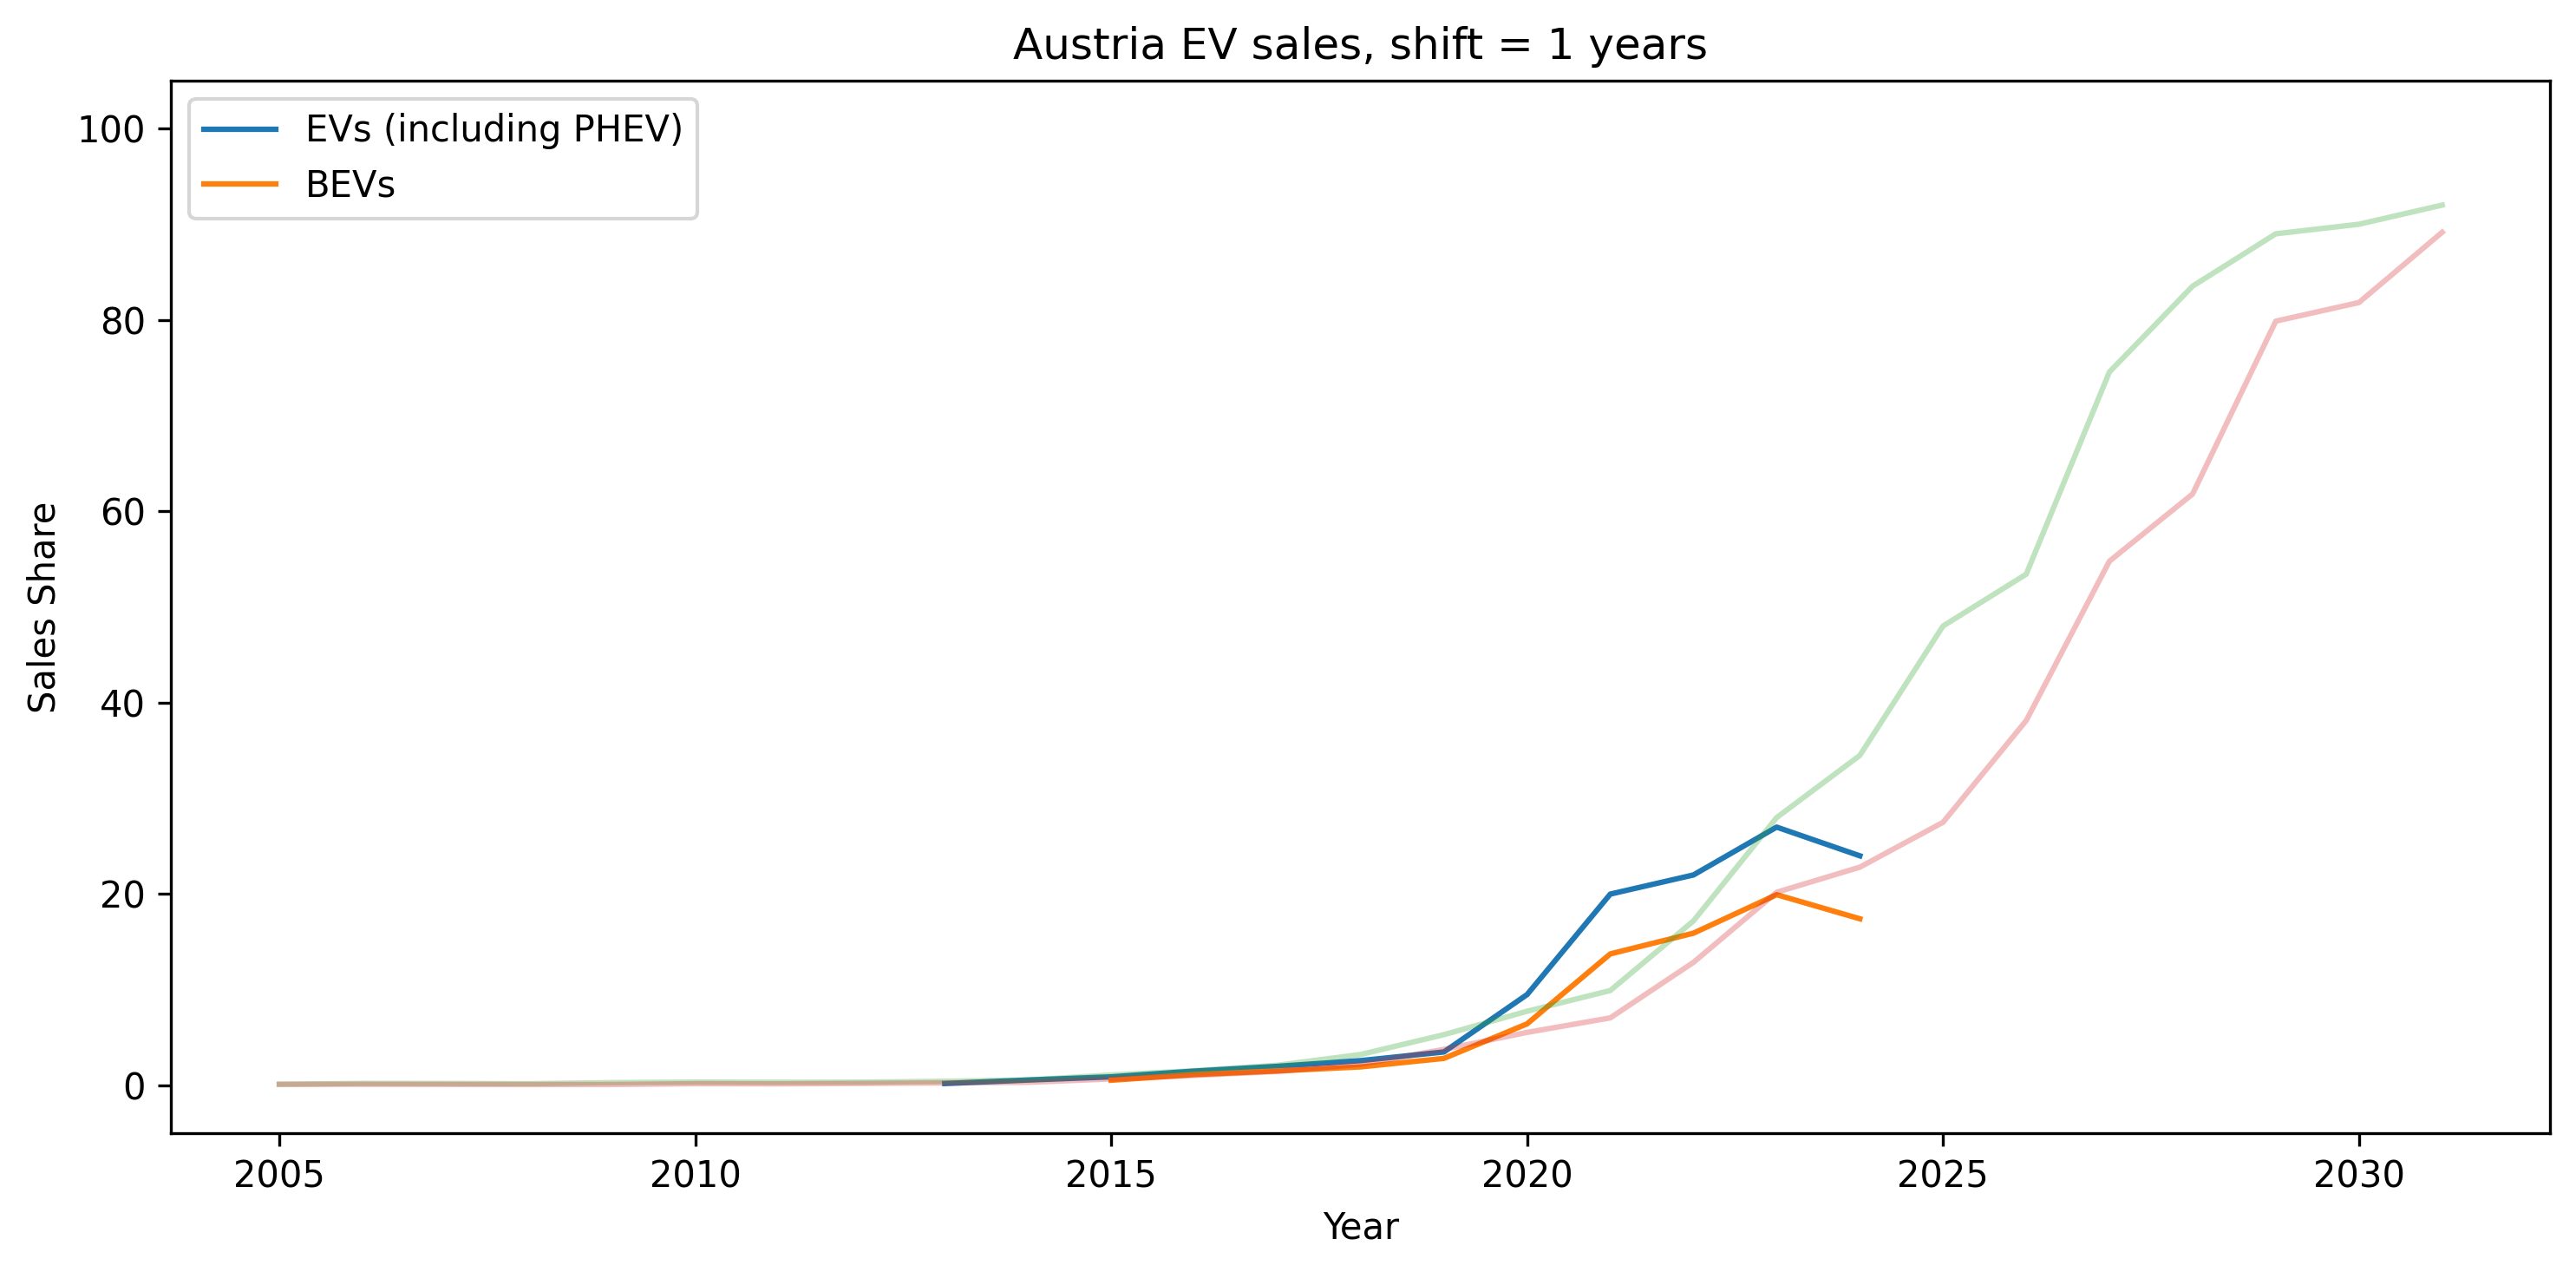 Austria EV sales, shift = 1 years
EVs (including PHEV)
BEVs
100
80
60
40
20
0
Sales Share
2005 2010 2015 2020 2025 2030
Year